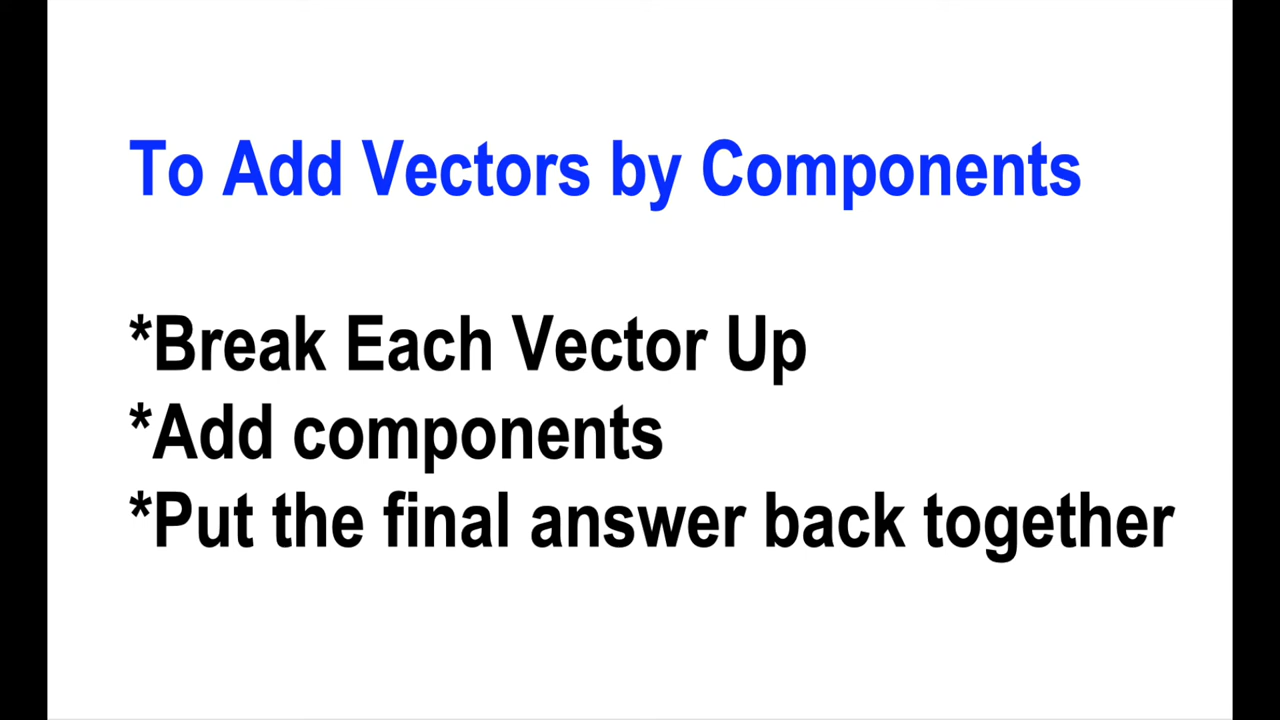 To Add Vectors by Components
*Break Each Vector Up
*Add components
*Put the final answer back together